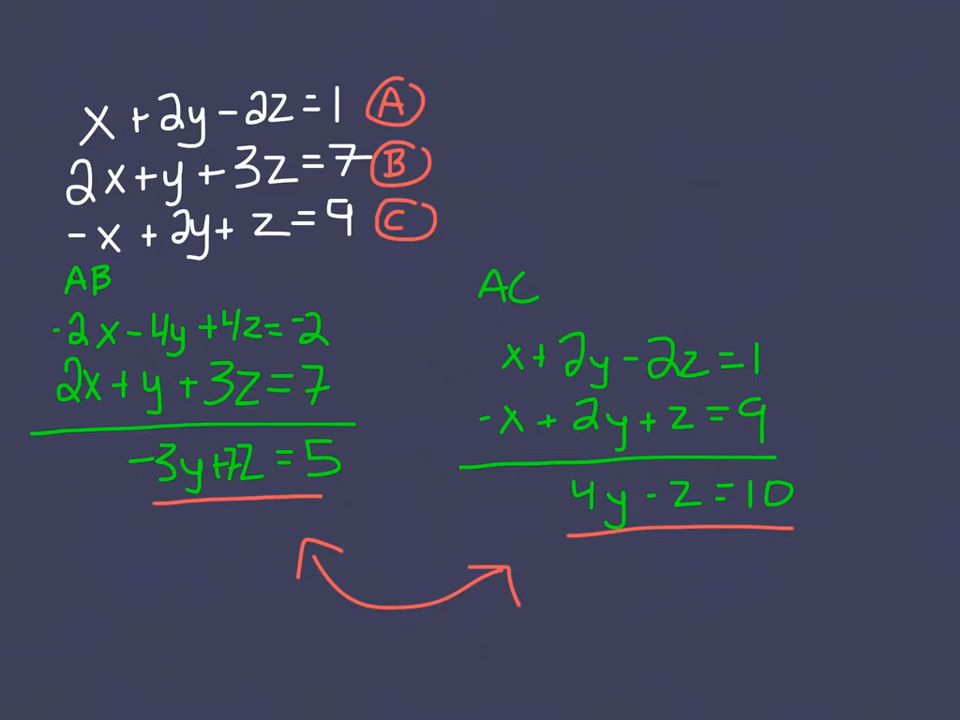 x + 2y - 2z = 1 A
2x + y + 3z = 7 B
- x + 2y + z = 9 C
AB
-2x - 4y + 4z = -2
2x + y + 3z = 7
-3y + 7z = 5
AC
x + 2y - 2z = 1
-x + 2y + z = 9
4y - z = 10